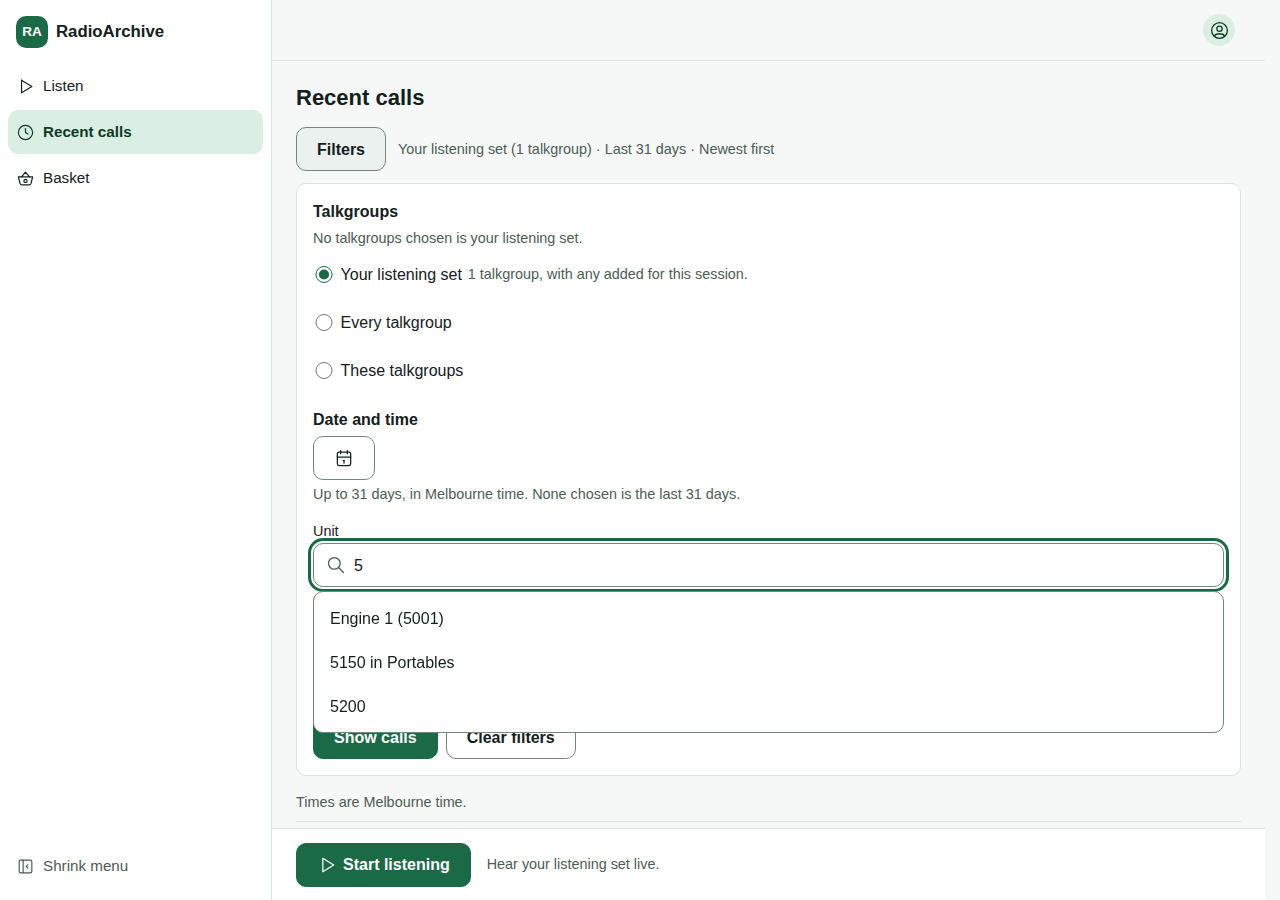 RA RadioArchive
Listen
Recent calls
Basket
Shrink menu
Recent calls
Filters
Your listening set (1 talkgroup) · Last 31 days · Newest first
Talkgroups
No talkgroups chosen is your listening set.
Your listening set 1 talkgroup, with any added for this session.
Every talkgroup
These talkgroups
Date and time
Up to 31 days, in Melbourne time. None chosen is the last 31 days.
Unit
5
Engine 1 (5001)
5150 in Portables
5200
Show calls
Clear filters
Times are Melbourne time.
Start listening
Hear your listening set live.